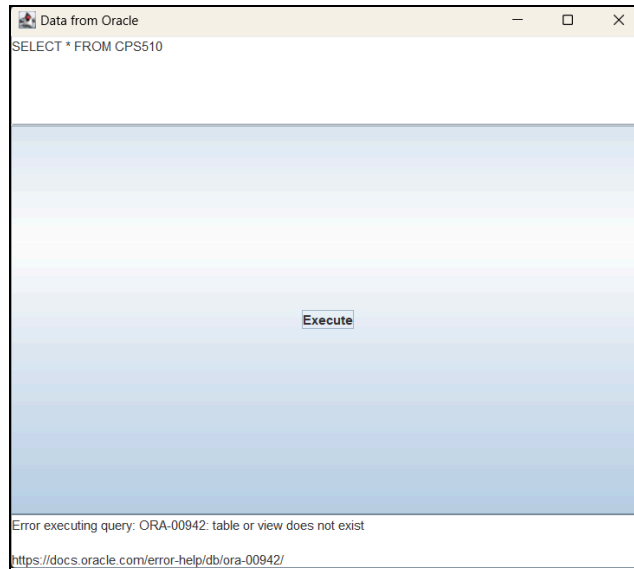 Data from Oracle
SELECT * FROM CPS510
Execute
Error executing query: ORA-00942: table or view does not exist
https://docs.oracle.com/error-help/db/ora-00942/